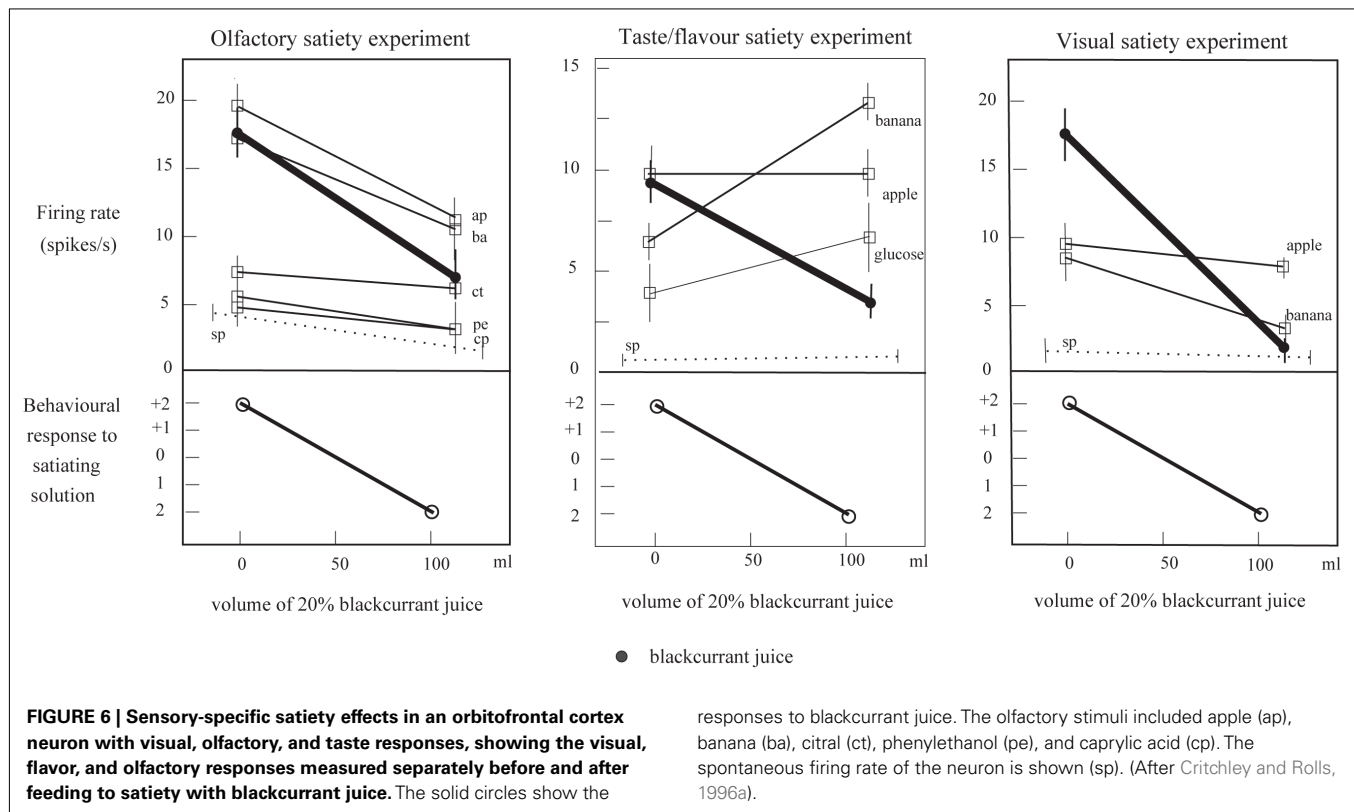 Olfactory satiety experiment
Taste/flavour satiety experiment
Visual satiety experiment
Firing rate
(spikes/s)
20
15
10
5
0
ap
ba
ct
pe
cp
sp
15
10
5
0
banana
apple
glucose
sp
20
15
10
5
0
apple
banana
sp
Behavioural
response to
satiating
solution
+2
+1
0
1
2
+2
+1
0
1
2
+2
+1
0
1
2
0 50 100 ml
0 50 100 ml
0 50 100 ml
volume of 20% blackcurrant juice
volume of 20% blackcurrant juice
volume of 20% blackcurrant juice
blackcurrant juice
FIGURE 6 | Sensory-specific satiety effects in an orbitofrontal cortex
neuron with visual, olfactory, and taste responses, showing the visual,
flavor, and olfactory responses measured separately before and after
feeding to satiety with blackcurrant juice. The solid circles show the
responses to blackcurrant juice. The olfactory stimuli included apple (ap),
banana (ba), citral (ct), phenylethanol (pe), and caprylic acid (cp). The
spontaneous firing rate of the neuron is shown (sp). (After Critchley and Rolls,
1996a).